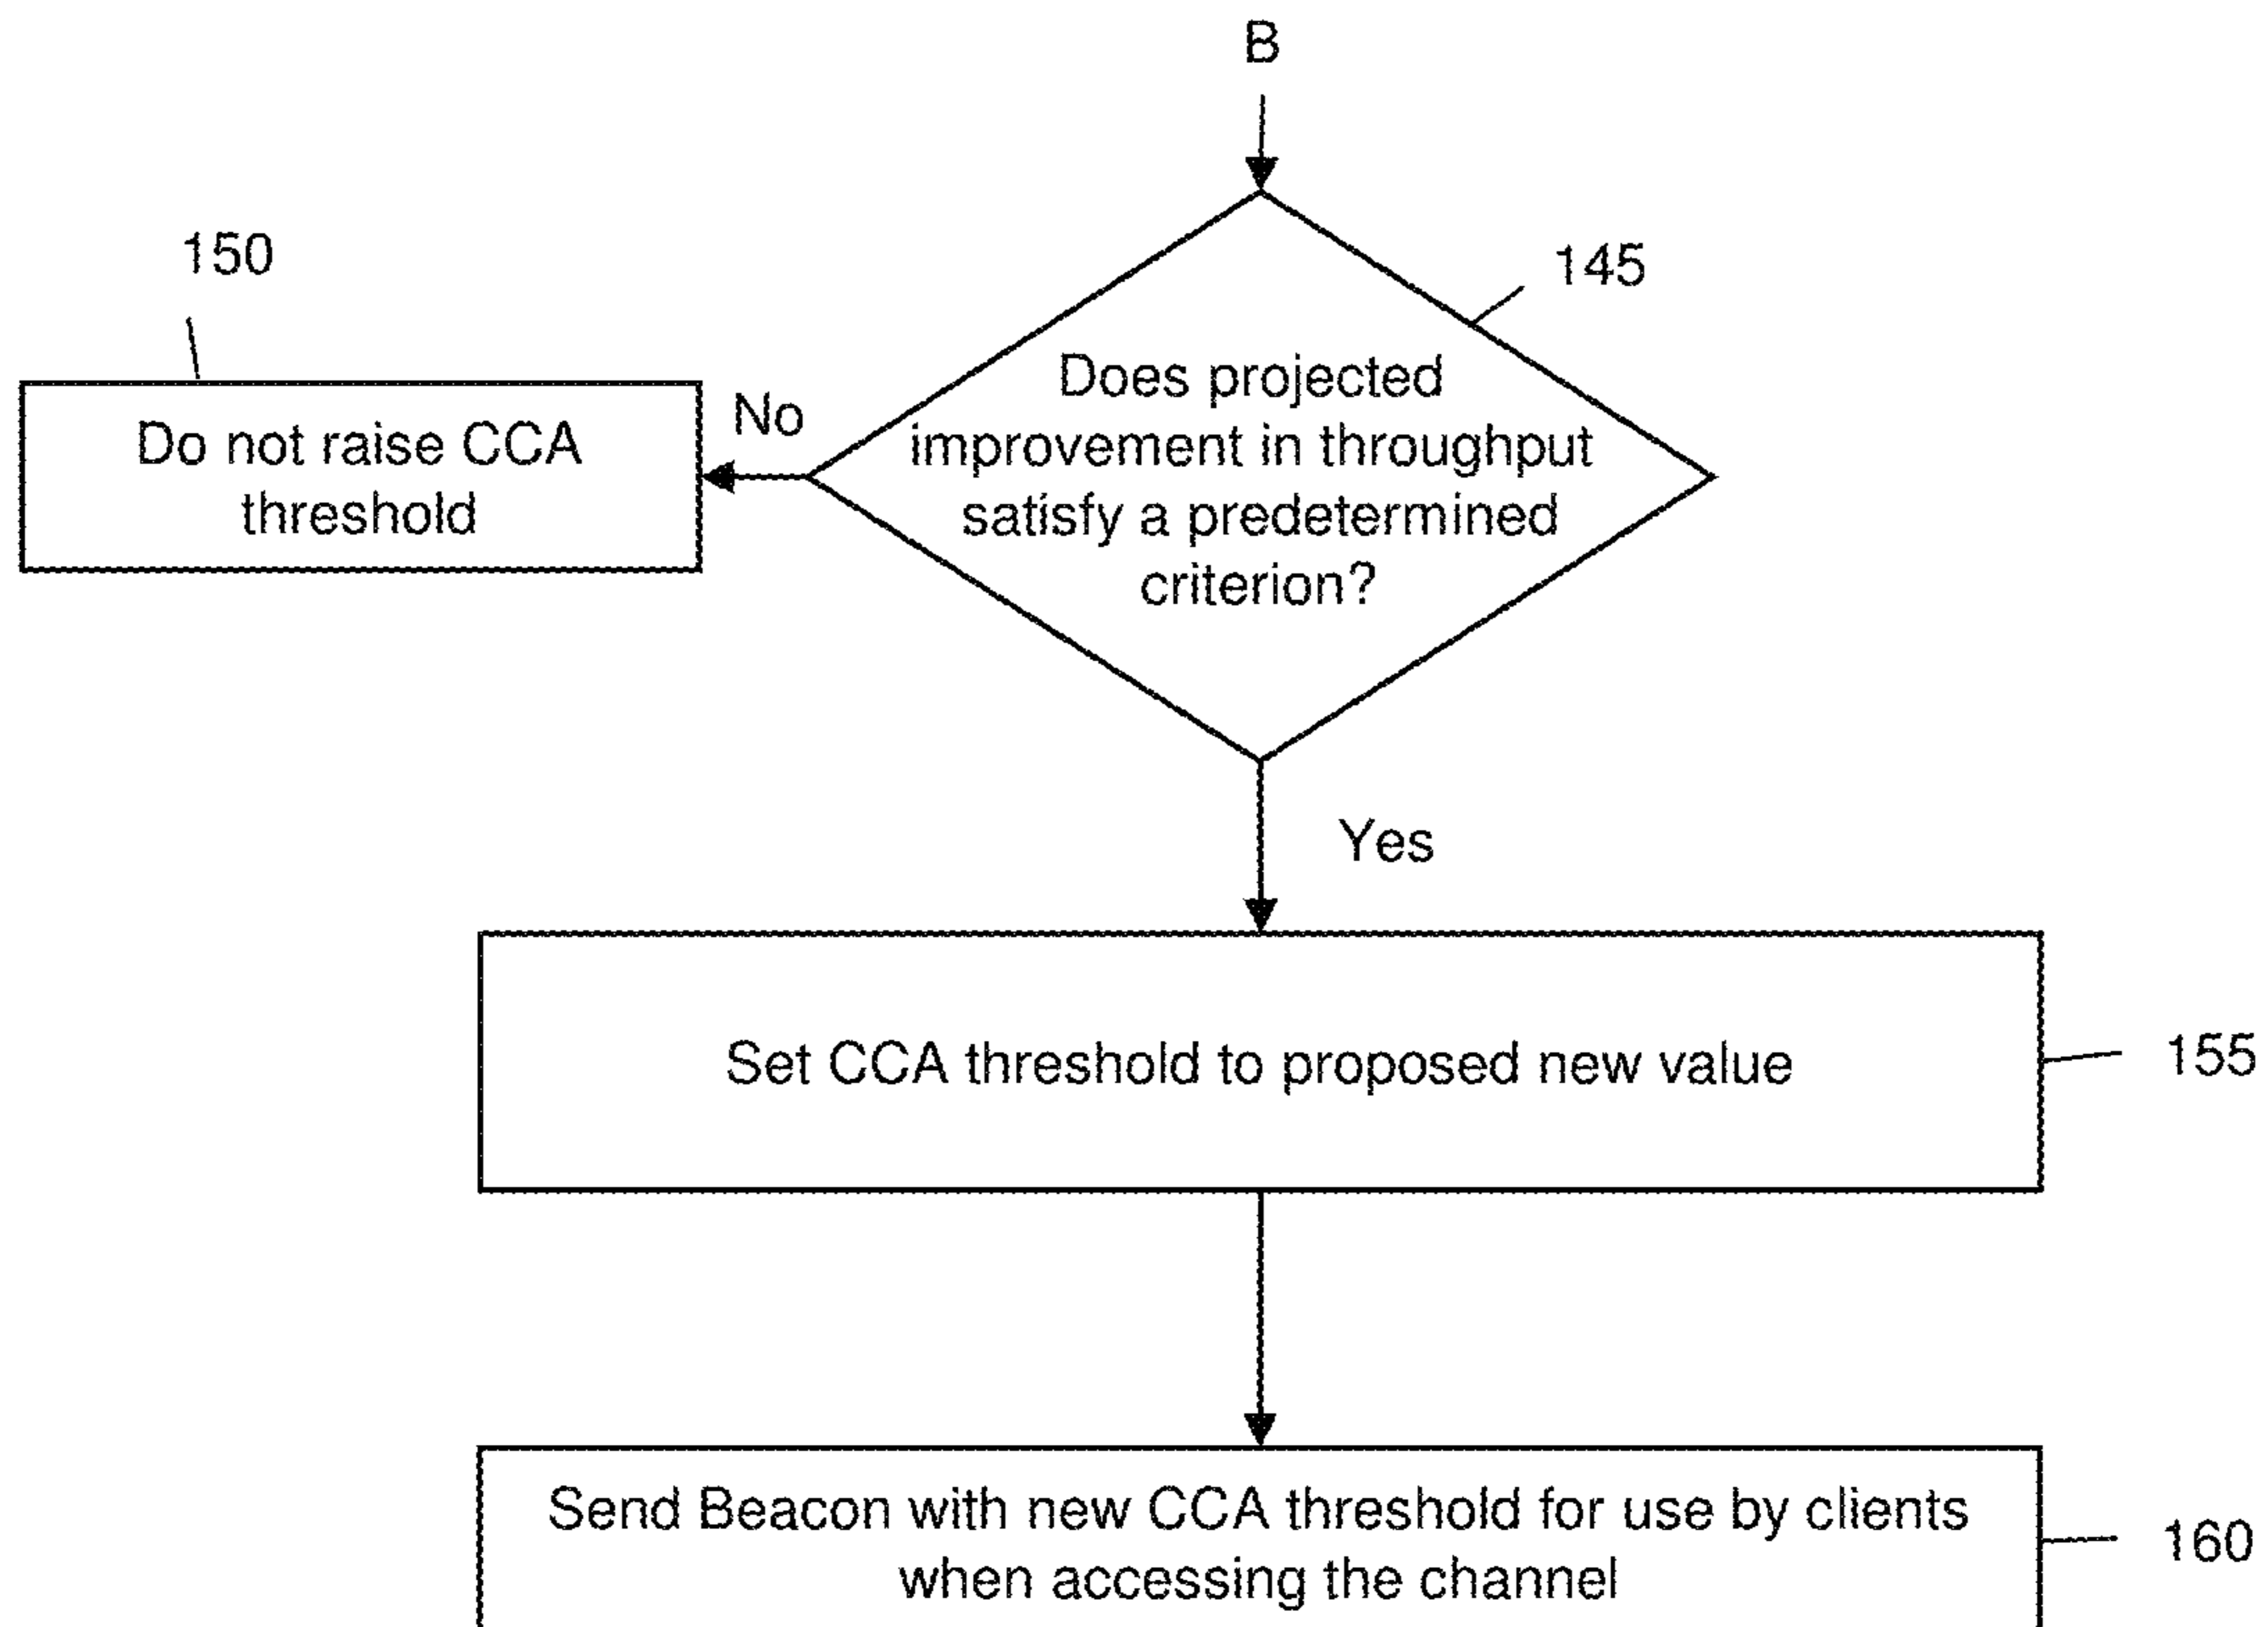 B
150
145
Does projected
improvement in throughput
satisfy a predetermined
criterion?
No
Do not raise CCA
threshold
Yes
Set CCA threshold to proposed new value
155
Send Beacon with new CCA threshold for use by clients
when accessing the channel
160